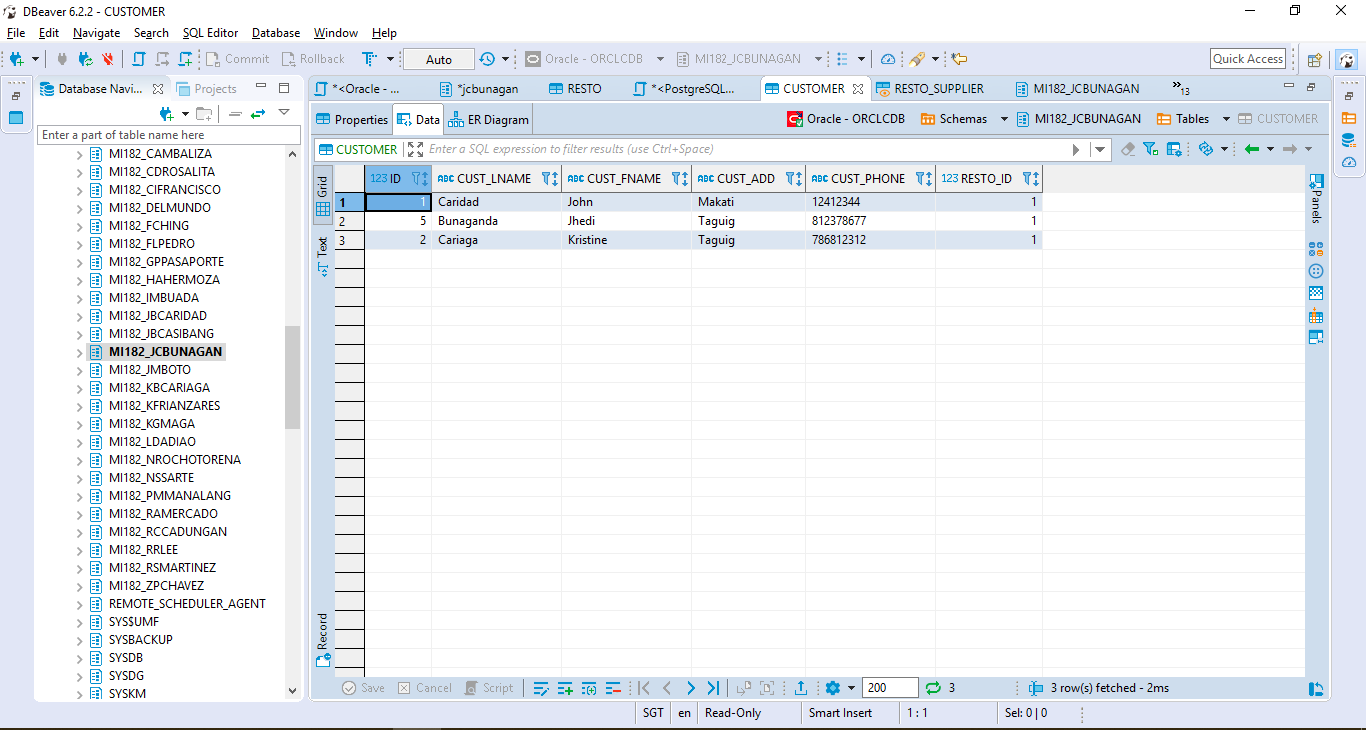 DBeaver 6.2.2 - CUSTOMER
File Edit Navigate Search SQL Editor Database Window Help
Commit Rollback Auto Oracle - ORCLCDB MI182_JCBUNAGAN Quick Access
Database Navi... Projects
*<Oracle - ... *jcbunagan RESTO *<PostgreSQL... CUSTOMER RESTO_SUPPLIER MI182_JCBUNAGAN »13
Properties Data ER Diagram Oracle - ORCLCDB Schemas MI182_JCBUNAGAN Tables CUSTOMER
Enter a part of table name here
MI182_CAMBALIZA
MI182_CDROSALITA
MI182_CIFRANCISCO
MI182_DELMUNDO
MI182_FCHING
MI182_FLPEDRO
MI182_GPPASAPORTE
MI182_HAHERMOZA
MI182_IMBUADA
MI182_JBCARIDAD
MI182_JBCASIBANG
MI182_JCBUNAGAN
MI182_JMBOTO
MI182_KBCARIAGA
MI182_KFRIANZARES
MI182_KGMAGA
MI182_LDADIAO
MI182_NROCHOTORENA
MI182_NSSARTE
MI182_PMMANALANG
MI182_RAMERCADO
MI182_RCCADUNGAN
MI182_RRLEE
MI182_RSMARTINEZ
MI182_ZPCHAVEZ
REMOTE_SCHEDULER_AGENT
SYS$UMF
SYSBACKUP
SYSDB
SYSDG
SYSKM
CUSTOMER Enter a SQL expression to filter results (use Ctrl+Space)
Grid
Text
Record
123 ID ABC CUST_LNAME ABC CUST_FNAME ABC CUST_ADD ABC CUST_PHONE 123 RESTO_ID
1 1 Caridad John Makati 12412344 1
2 5 Bunaganda Jhedi Taguig 812378677 1
3 2 Cariaga Kristine Taguig 786812312 1
Panels
Save Cancel Script 200 3 3 row(s) fetched - 2ms
SGT en Read-Only Smart Insert 1 : 1 Sel: 0 | 0